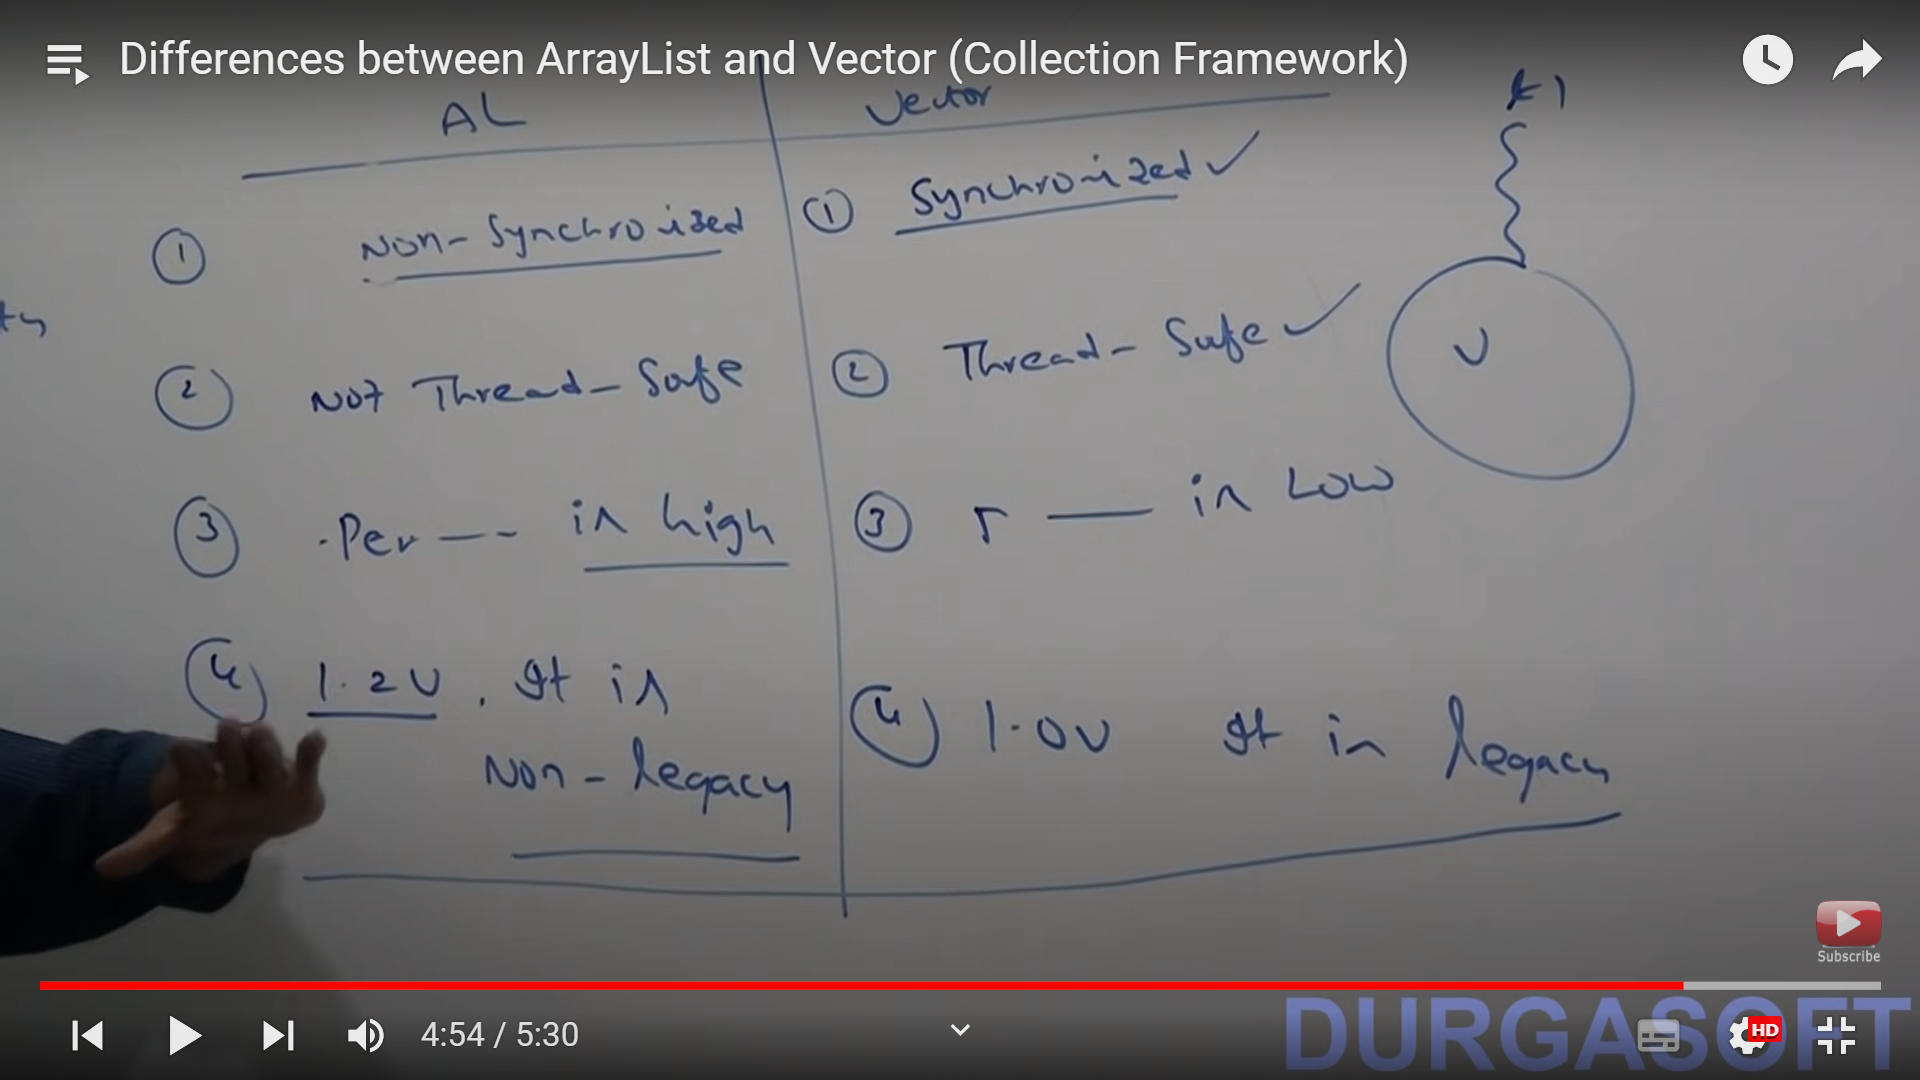 Differences between ArrayList and Vector (Collection Framework)
AL Vector t1
① Non-Synchronized ① Synchronized ✓
② Not Thread-Safe ② Thread-Safe ✓ V
③ Per--- is high ③ r — is Low
④ 1.2V. It is ④ 1.0V It is legacy
Non-legacy
Subscribe
4:54 / 5:30
HD
DURGASOFT